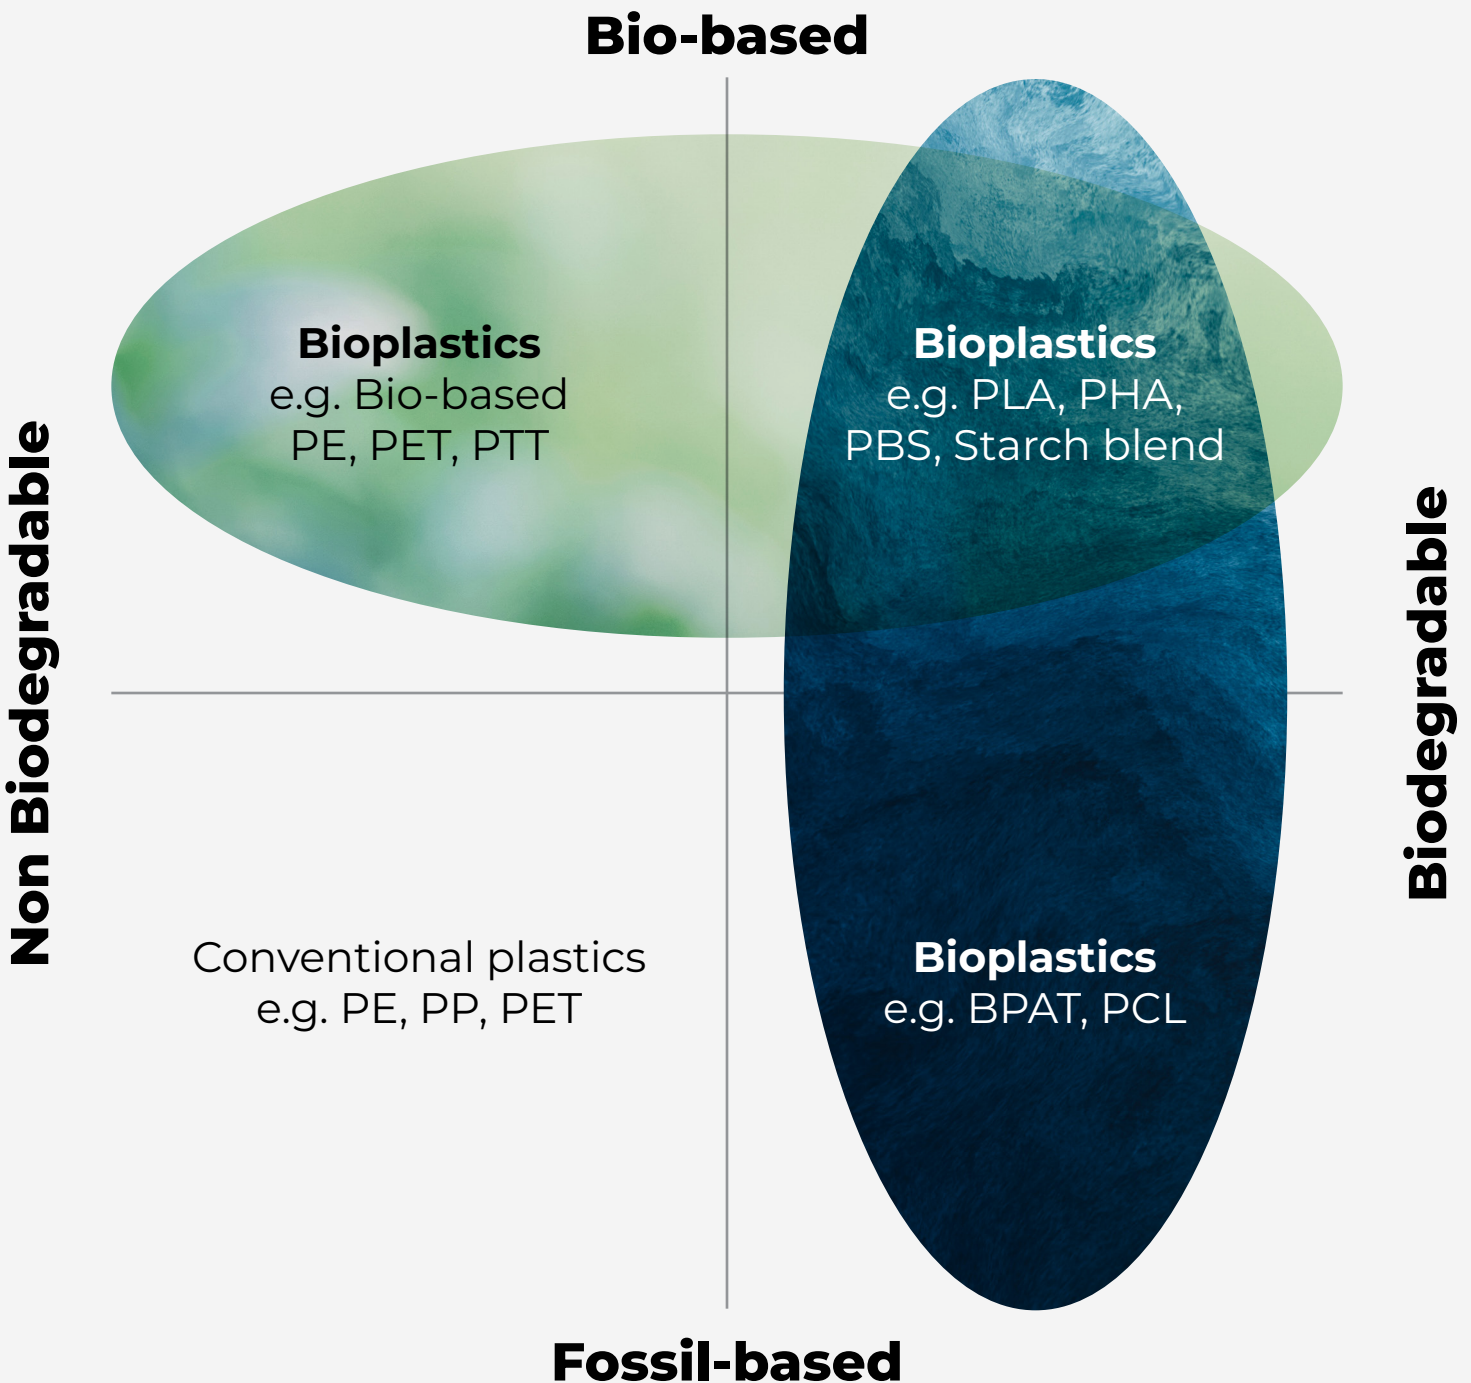 Bio-based
Bioplastics
e.g. Bio-based
PE, PET, PTT
Bioplastics
e.g. PLA, PHA,
PBS, Starch blend
Non Biodegradable
Biodegradable
Conventional plastics
e.g. PE, PP, PET
Bioplastics
e.g. BPAT, PCL
Fossil-based